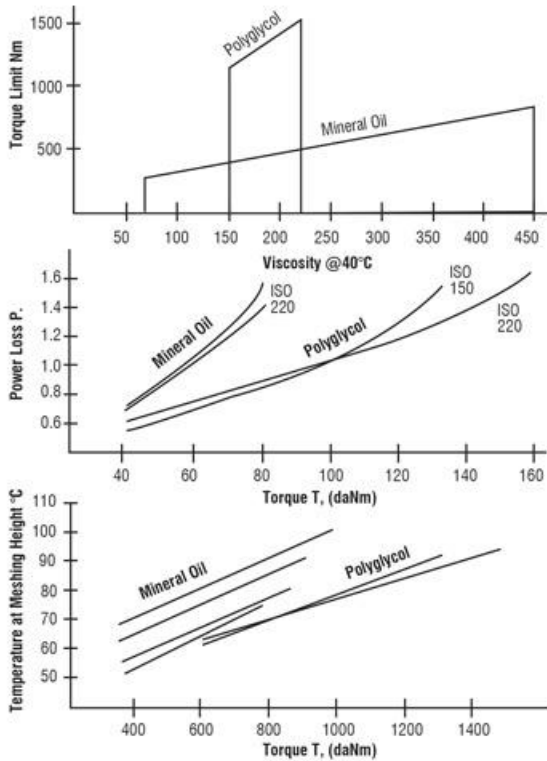 Torque Limit Nm
1500
1000
500
Polyglycol
Mineral Oil
50 100 150 200 250 300 350 400 450
Viscosity @40°C
Power Loss P.
1.6
1.4
1.2
1.0
0.8
0.6
Mineral Oil
ISO
220
Polyglycol
ISO
150
ISO
220
40 60 80 100 120 140 160
Torque T, (daNm)
Temperature at Meshing Height °C
110
100
90
80
70
60
50
Mineral Oil
Polyglycol
400 600 800 1000 1200 1400
Torque T, (daNm)